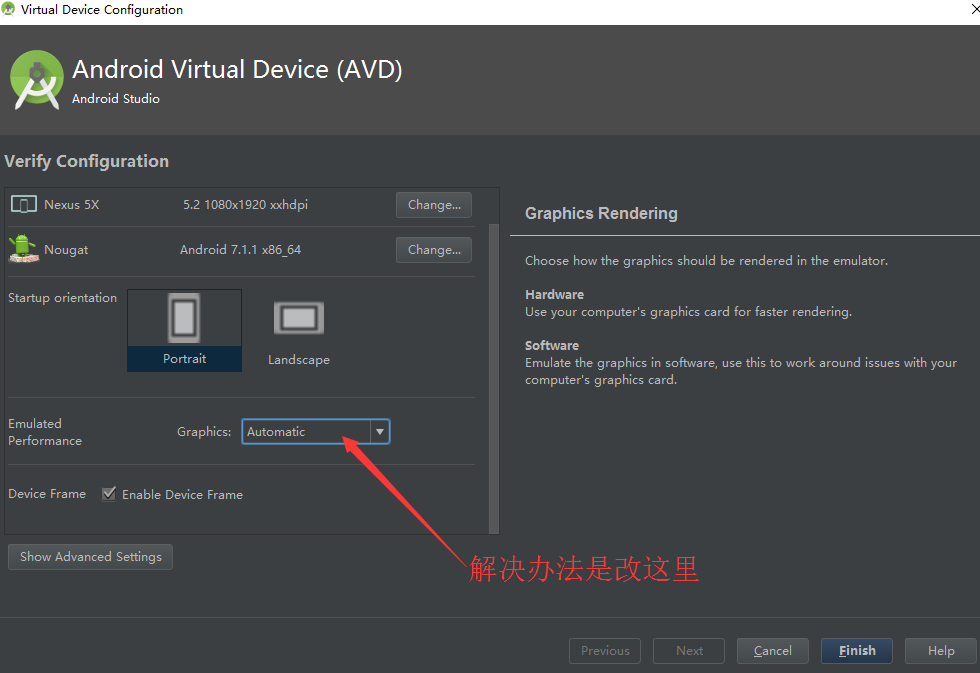 Virtual Device Configuration
Android Virtual Device (AVD)
Android Studio
Verify Configuration
Nexus 5X 5.2 1080x1920 xxhdpi Change...
Nougat Android 7.1.1 x86_64 Change...
Startup orientation
Portrait
Landscape
Emulated
Performance
Graphics: Automatic
Device Frame Enable Device Frame
Show Advanced Settings
Graphics Rendering
Choose how the graphics should be rendered in the emulator.
Hardware
Use your computer's graphics card for faster rendering.
Software
Emulate the graphics in software, use this to work around issues with your
computer's graphics card.
解决办法是改这里
Previous Next Cancel Finish Help